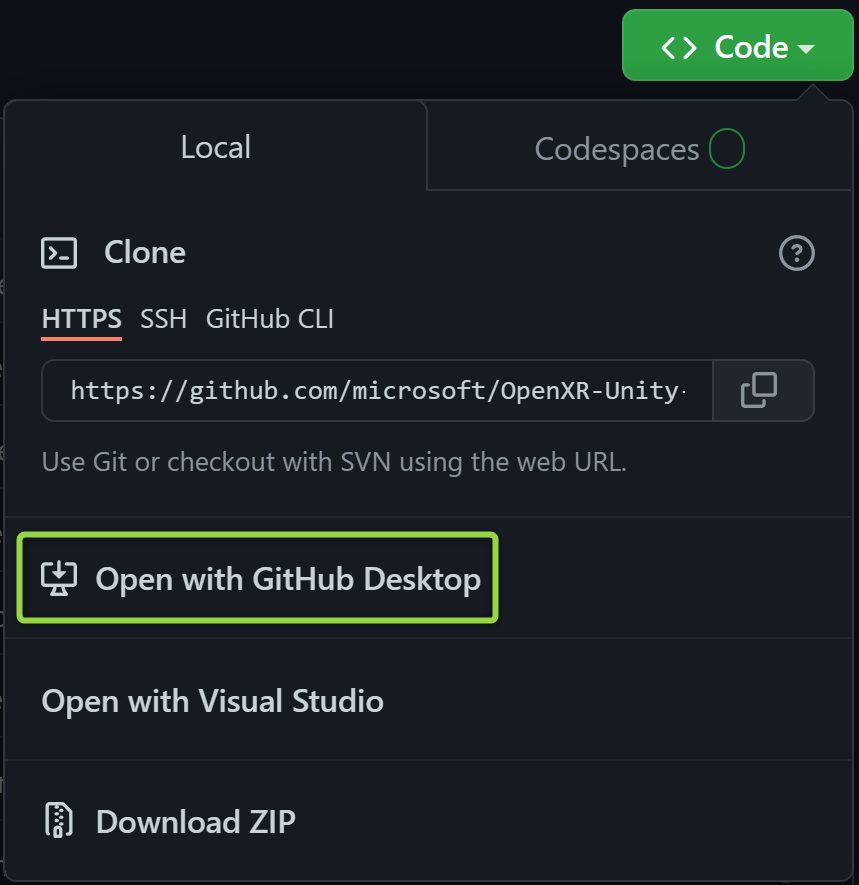 Code
Local
Codespaces
Clone
HTTPS SSH GitHub CLI
https://github.com/microsoft/OpenXR-Unity-
Use Git or checkout with SVN using the web URL.
Open with GitHub Desktop
Open with Visual Studio
Download ZIP